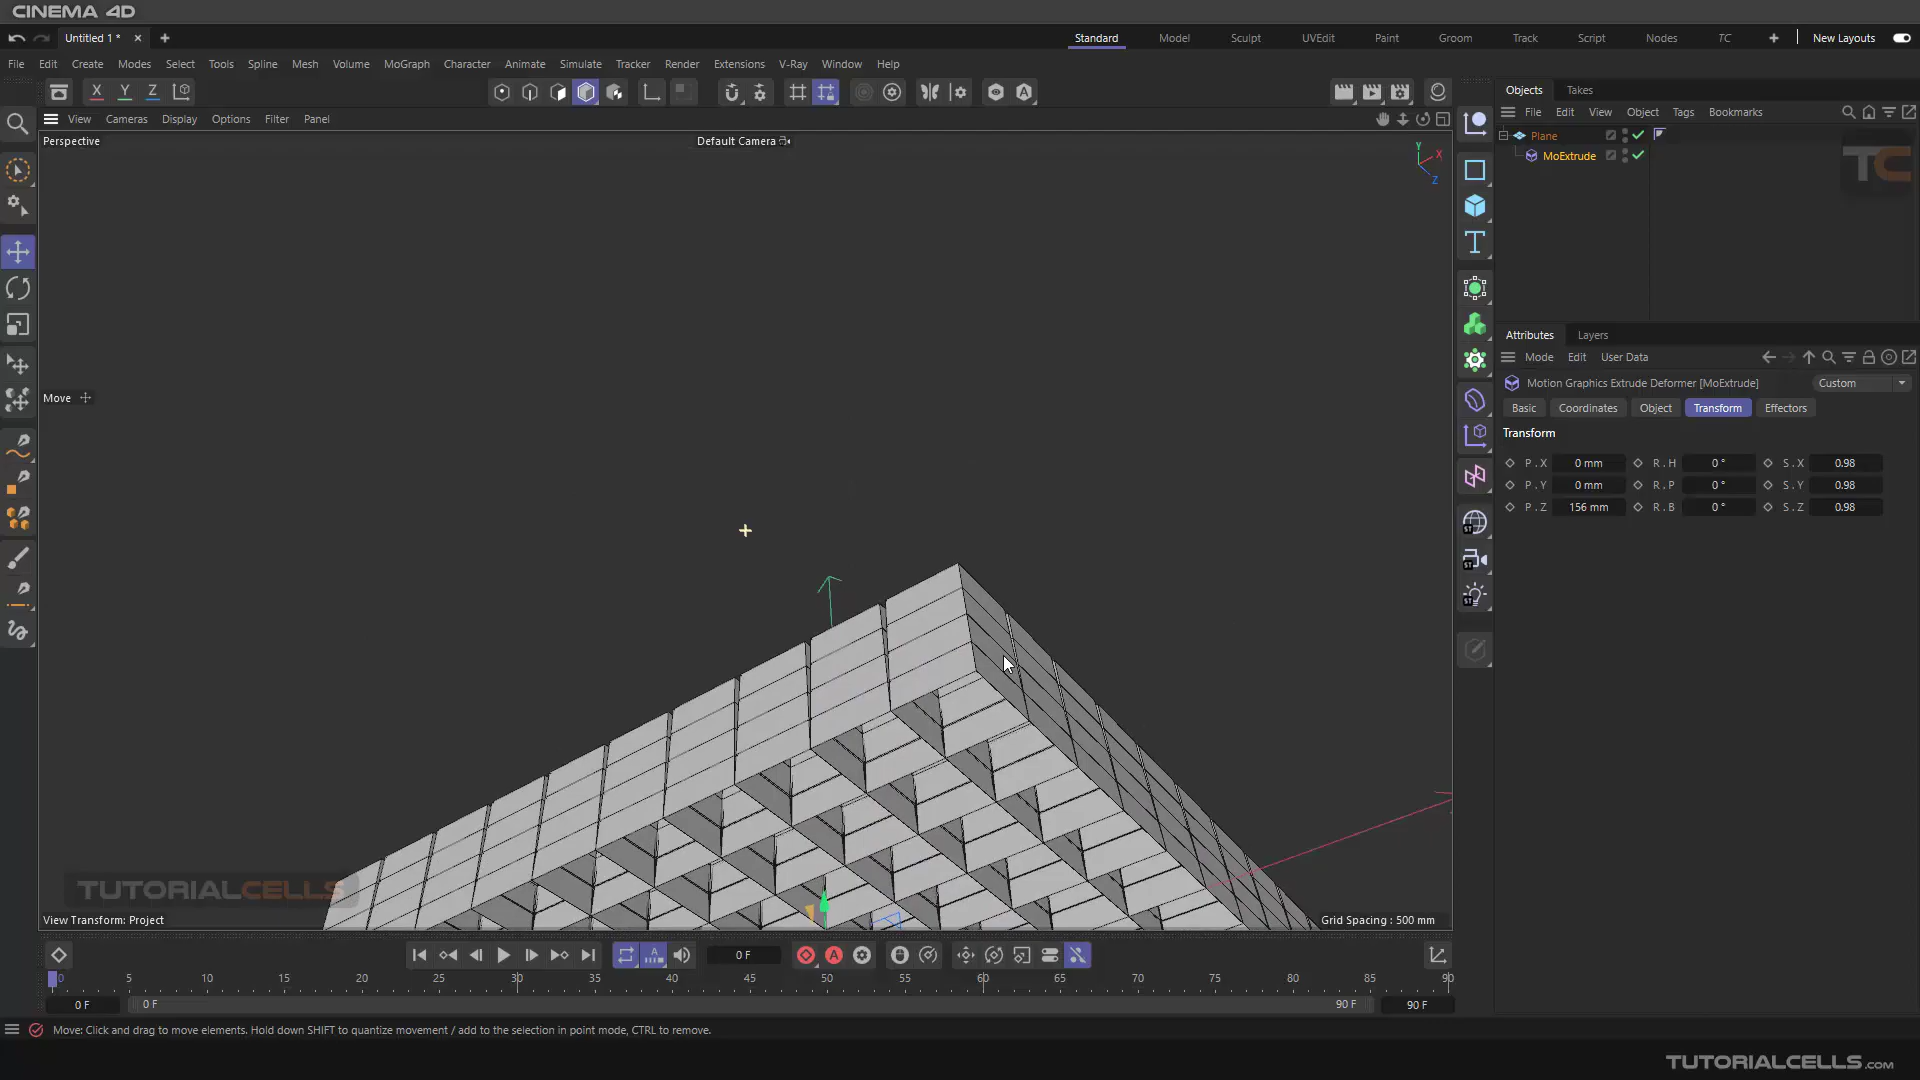 CINEMA 4D
Untitled 1 *
Standard
Model
Sculpt
UVEdit
Paint
Groom
Track
Script
Nodes
TC
New Layouts
File Edit Create Modes Select Tools Spline Mesh Volume MoGraph Character Animate Simulate Tracker Render Extensions V-Ray Window Help
X Y Z
View Cameras Display Options Filter Panel
Perspective
Default Camera
Y
X
Z
Move
TUTORIALCELLS
View Transform: Project
Grid Spacing : 500 mm
Objects Takes
File Edit View Object Tags Bookmarks
Plane
MoExtrude
TC
Attributes Layers
Mode Edit User Data
Motion Graphics Extrude Deformer [MoExtrude]
Custom
Basic Coordinates Object Transform Effectors
Transform
P . X 0 mm R . H 0 ° S . X 0.98
P . Y 0 mm R . P 0 ° S . Y 0.98
P . Z 156 mm R . B 0 ° S . Z 0.98
0 F
0 5 10 15 20 25 30 35 40 45 50 55 60 65 70 75 80 85 90
0 F
0 F
90 F
90 F
Move: Click and drag to move elements. Hold down SHIFT to quantize movement / add to the selection in point mode, CTRL to remove.
TUTORIALCELLS.com